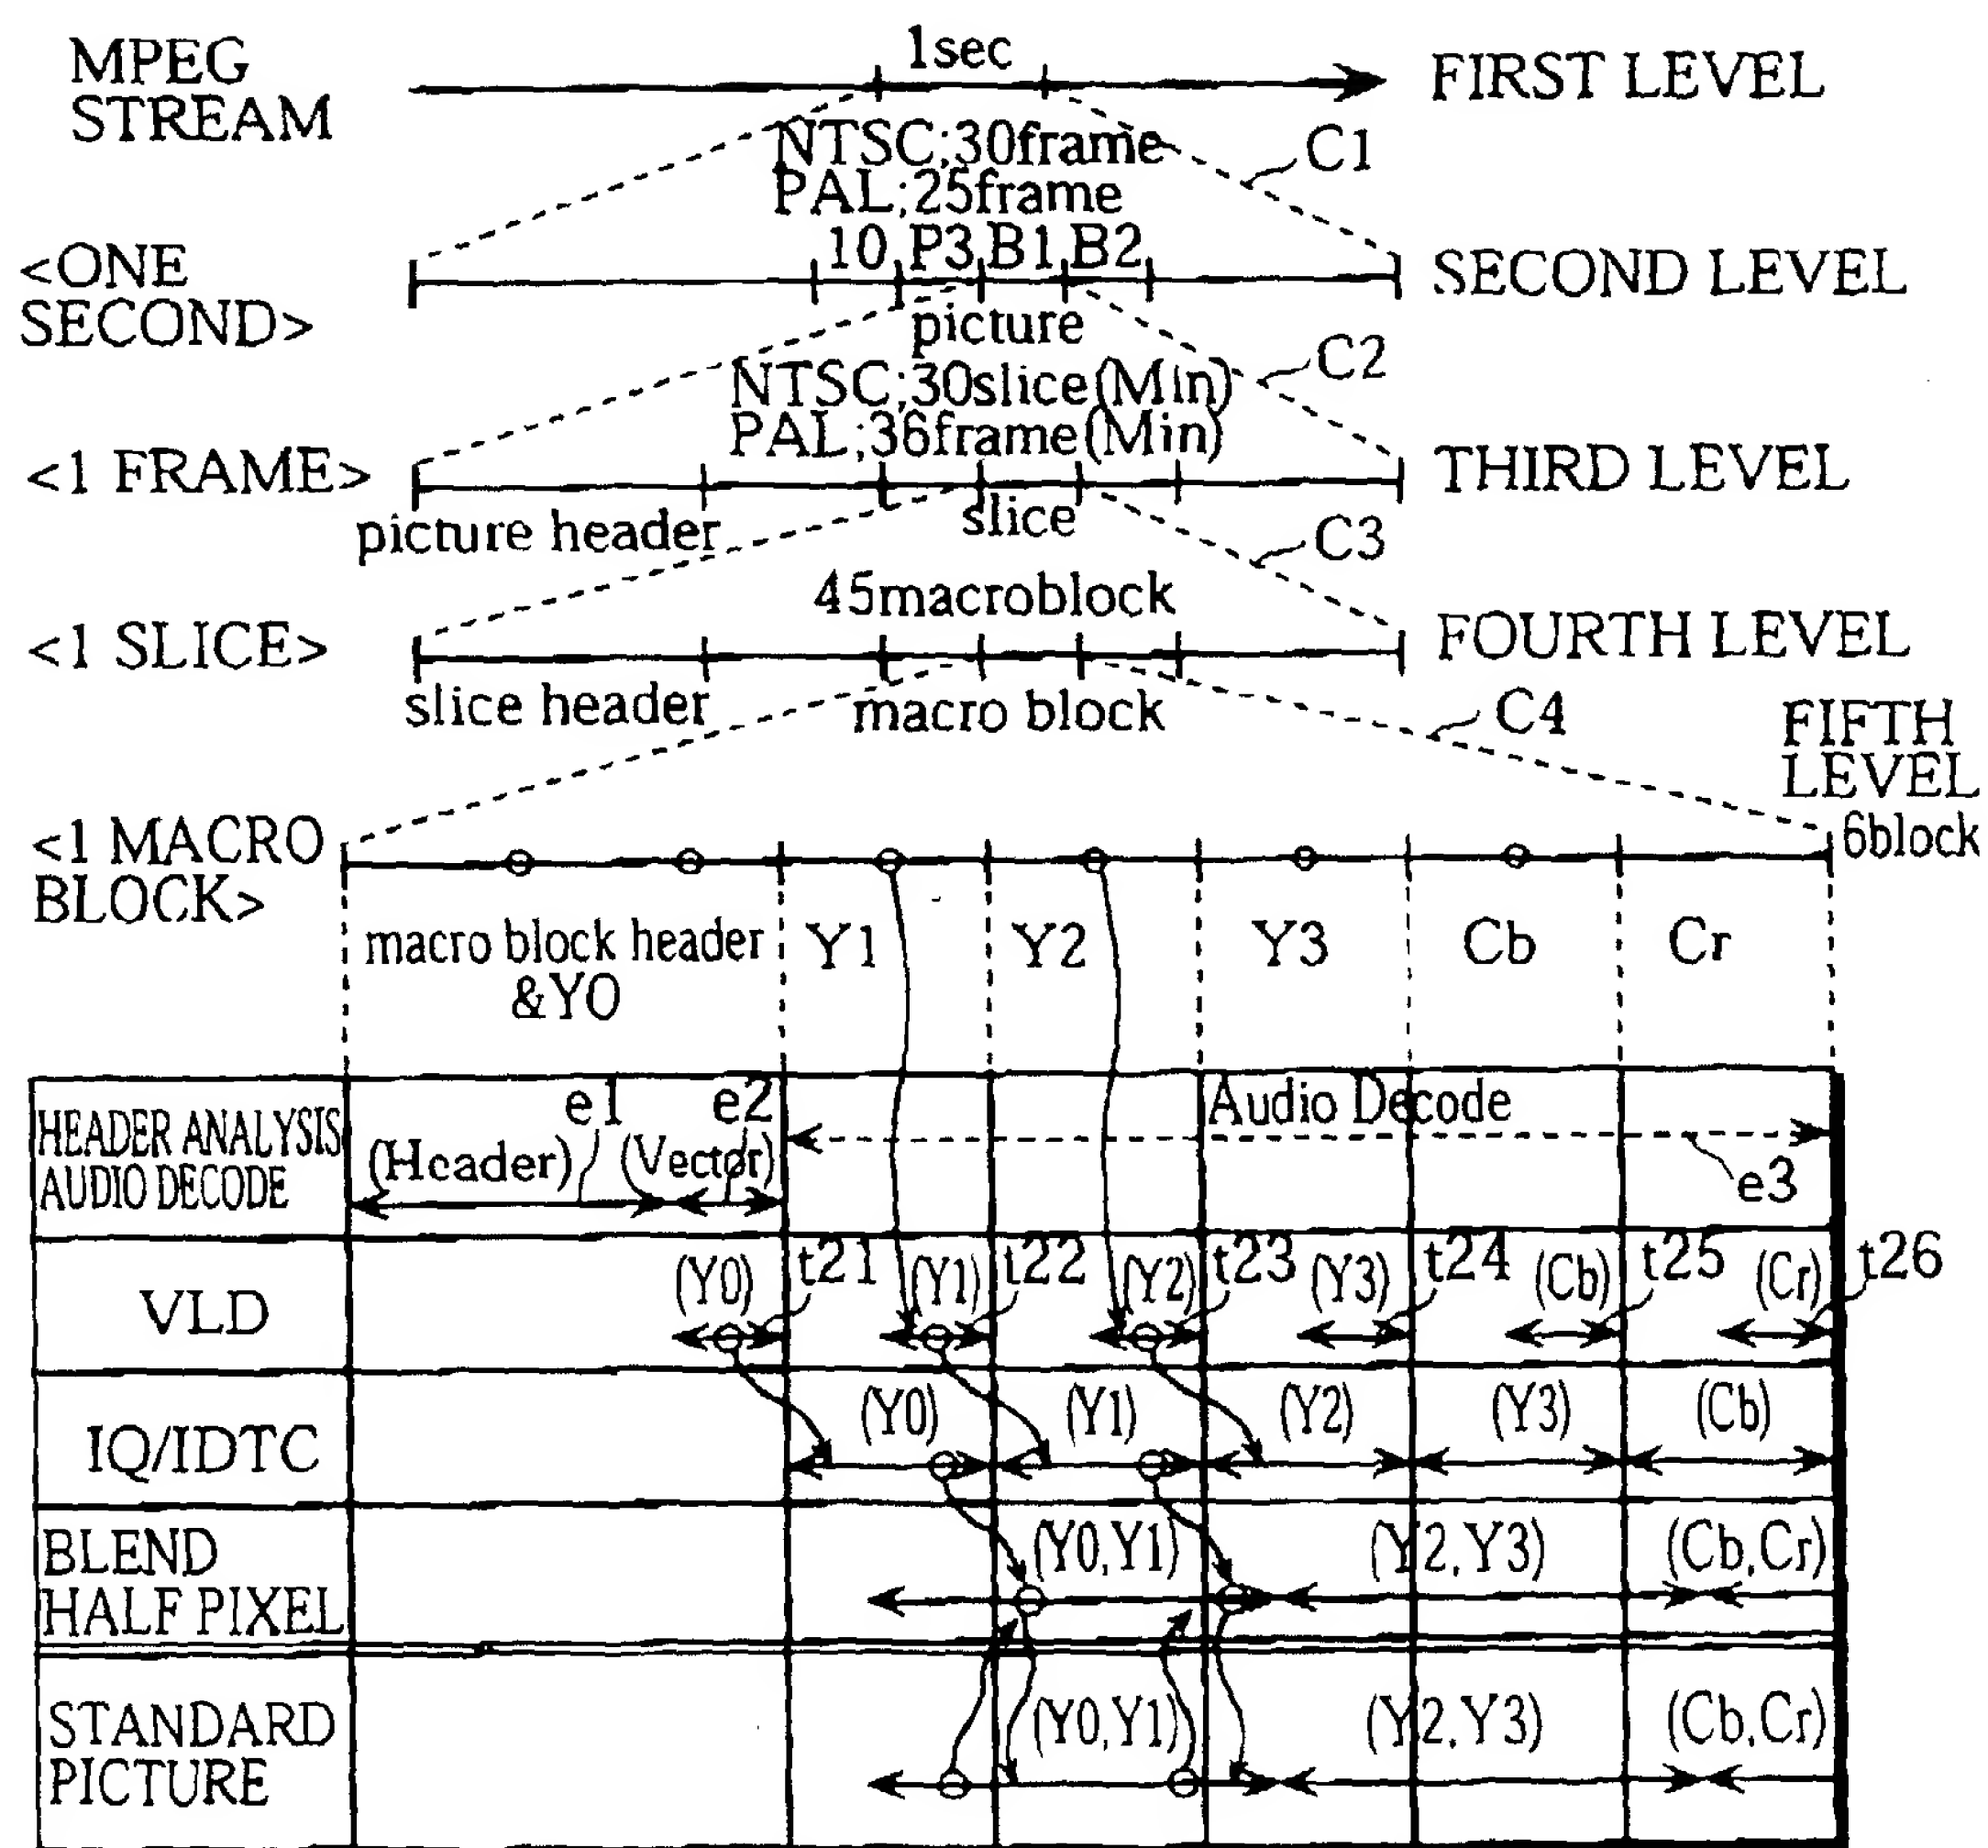 MPEG
STREAM
1sec
FIRST LEVEL
NTSC;30frame
C1
PAL;25frame
<ONE
SECOND>
10 P3 B1 B2
SECOND LEVEL
picture
C2
NTSC;30slice(Min)
PAL;36frame(Min)
<1 FRAME>
THIRD LEVEL
picture header
slice
C3
45macroblock
<1 SLICE>
FOURTH LEVEL
slice header
macro block
C4
FIFTH
LEVEL
<1 MACRO
BLOCK>
6block
macro block header
&YO
Y1 Y2 Y3 Cb Cr
HEADER ANALYSIS
AUDIO DECODE
e1 e2
(Header) (Vector)
Audio Decode
e3
VLD
(Y0) t21 (Y1) t22 (Y2) t23 (Y3) t24 (Cb) t25 (Cr) t26
IQ/IDTC
(Y0) (Y1) (Y2) (Y3) (Cb)
BLEND
HALF PIXEL
(Y0,Y1) (Y2,Y3) (Cb,Cr)
STANDARD
PICTURE
(Y0,Y1) (Y2,Y3) (Cb,Cr)